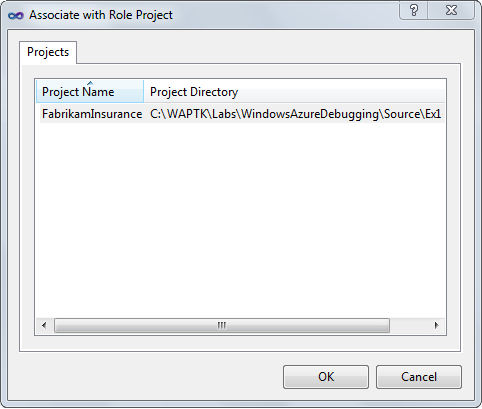 Associate with Role Project
Projects
Project Name Project Directory
FabrikamInsurance C:\WAPTK\Labs\WindowsAzureDebugging\Source\Ex1
OK Cancel